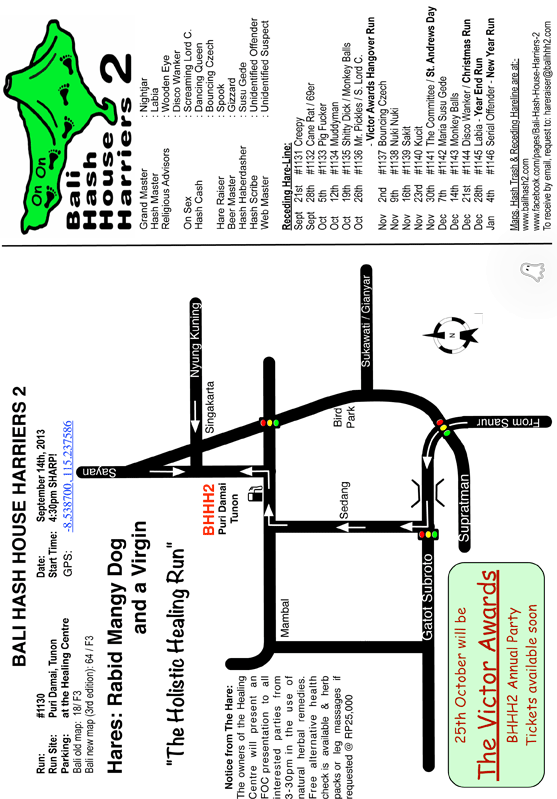 BALI HASH HOUSE HARRIERS 2
Run: #1130
Run Site: Puri Damai, Tunon
Parking: at the Healing Centre
Bali old map: 18/ F3
Bali new map (3rd edition): 64 / F3
Date: September 14th, 2013
Start Time: 4:30pm SHARP!
GPS: -8.538700, 115.237586
Hares: Rabid Mangy Dog
and a Virgin
"The Holistic Healing Run"
Notice from The Hare:
The owners of the Healing
Centre will present an
FOC presentation to all
interested parties from
3-30pm in the use of
natural herbal remedies.
Free alternative health
check is available & herb
packs or leg massages if
requested @ RP25,000
Sayan
Nyung Kuning
Singakarta
BHHH2
Puri Damai
Tunon
Mambal
Sedang
Bird
Park
Sukawati / Gianyar
Gatot Subroto
Supratman
From Sanur
N
25th October will be
The Victor Awards
BHHH2 Annual Party
Tickets available soon
On On
Bali
Hash
House
Harriers 2
Grand Master Nightjar
Hash Master Labia
Religious Advisors Wooden Eye
Disco Wanker
On Sex Screaming Lord C.
Hash Cash Dancing Queen
Bouncing Czech
Hare Raiser Spook
Beer Master Gizzard
Hash Haberdasher Susu Gede
Hash Scribe Unidentified Offender
Web Master Unidentified Suspect
Receding Hare-Line:
Sept 21st #1131 Creepy
Sept 28th #1132 Cane Rat / 69er
Oct 5th #1133 Pig Fucker
Oct 12th #1134 Muddyman
Oct 19th #1135 Shitty Dick / Monkey Balls
Oct 26th #1136 Mr. Pickles / S. Lord C.
- Victor Awards Hangover Run
Nov 2nd #1137 Bouncing Czech
Nov 9th #1138 Nuki Nuki
Nov 16th #1139 Sakit
Nov 23rd #1140 Kucit
Nov 30th #1141 The Committee / St. Andrews Day
Dec 7th #1142 Maria Susu Gede
Dec 14th #1143 Monkey Balls
Dec 21st #1144 Disco Wanker / Christmas Run
Dec 28th #1145 Labia - Year End Run
Jan 4th #1146 Serial Offender - New Year Run
Maps, Hash Trash & Receding Hareline are at:
www.balihash2.com
www.facebook.com/pages/Bali-Hash-House-Harriers-2
To receive by email, request to: hareraiser@balihhh2.com